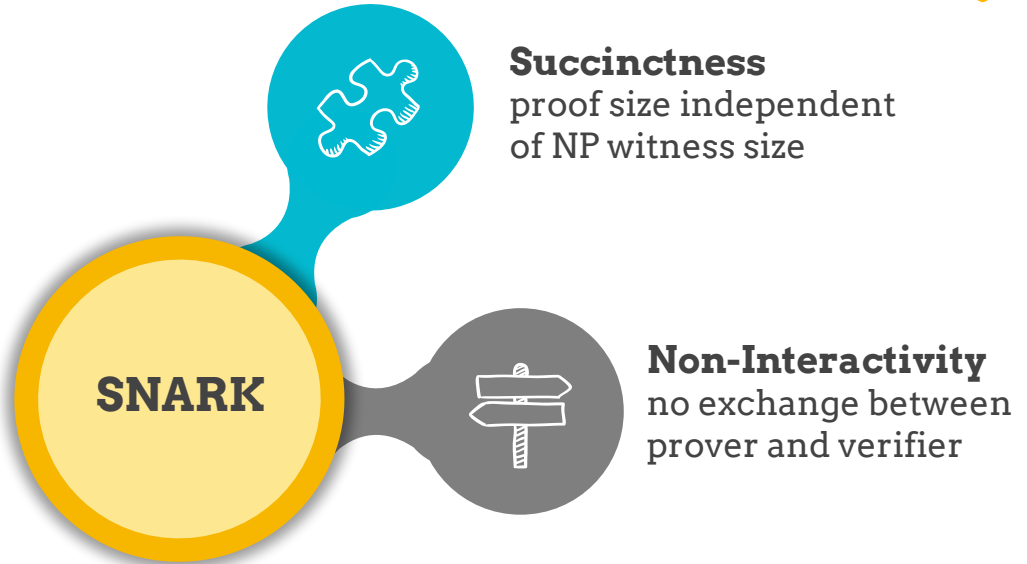 Succinctness
proof size independent
of NP witness size
SNARK
Non-Interactivity
no exchange between
prover and verifier